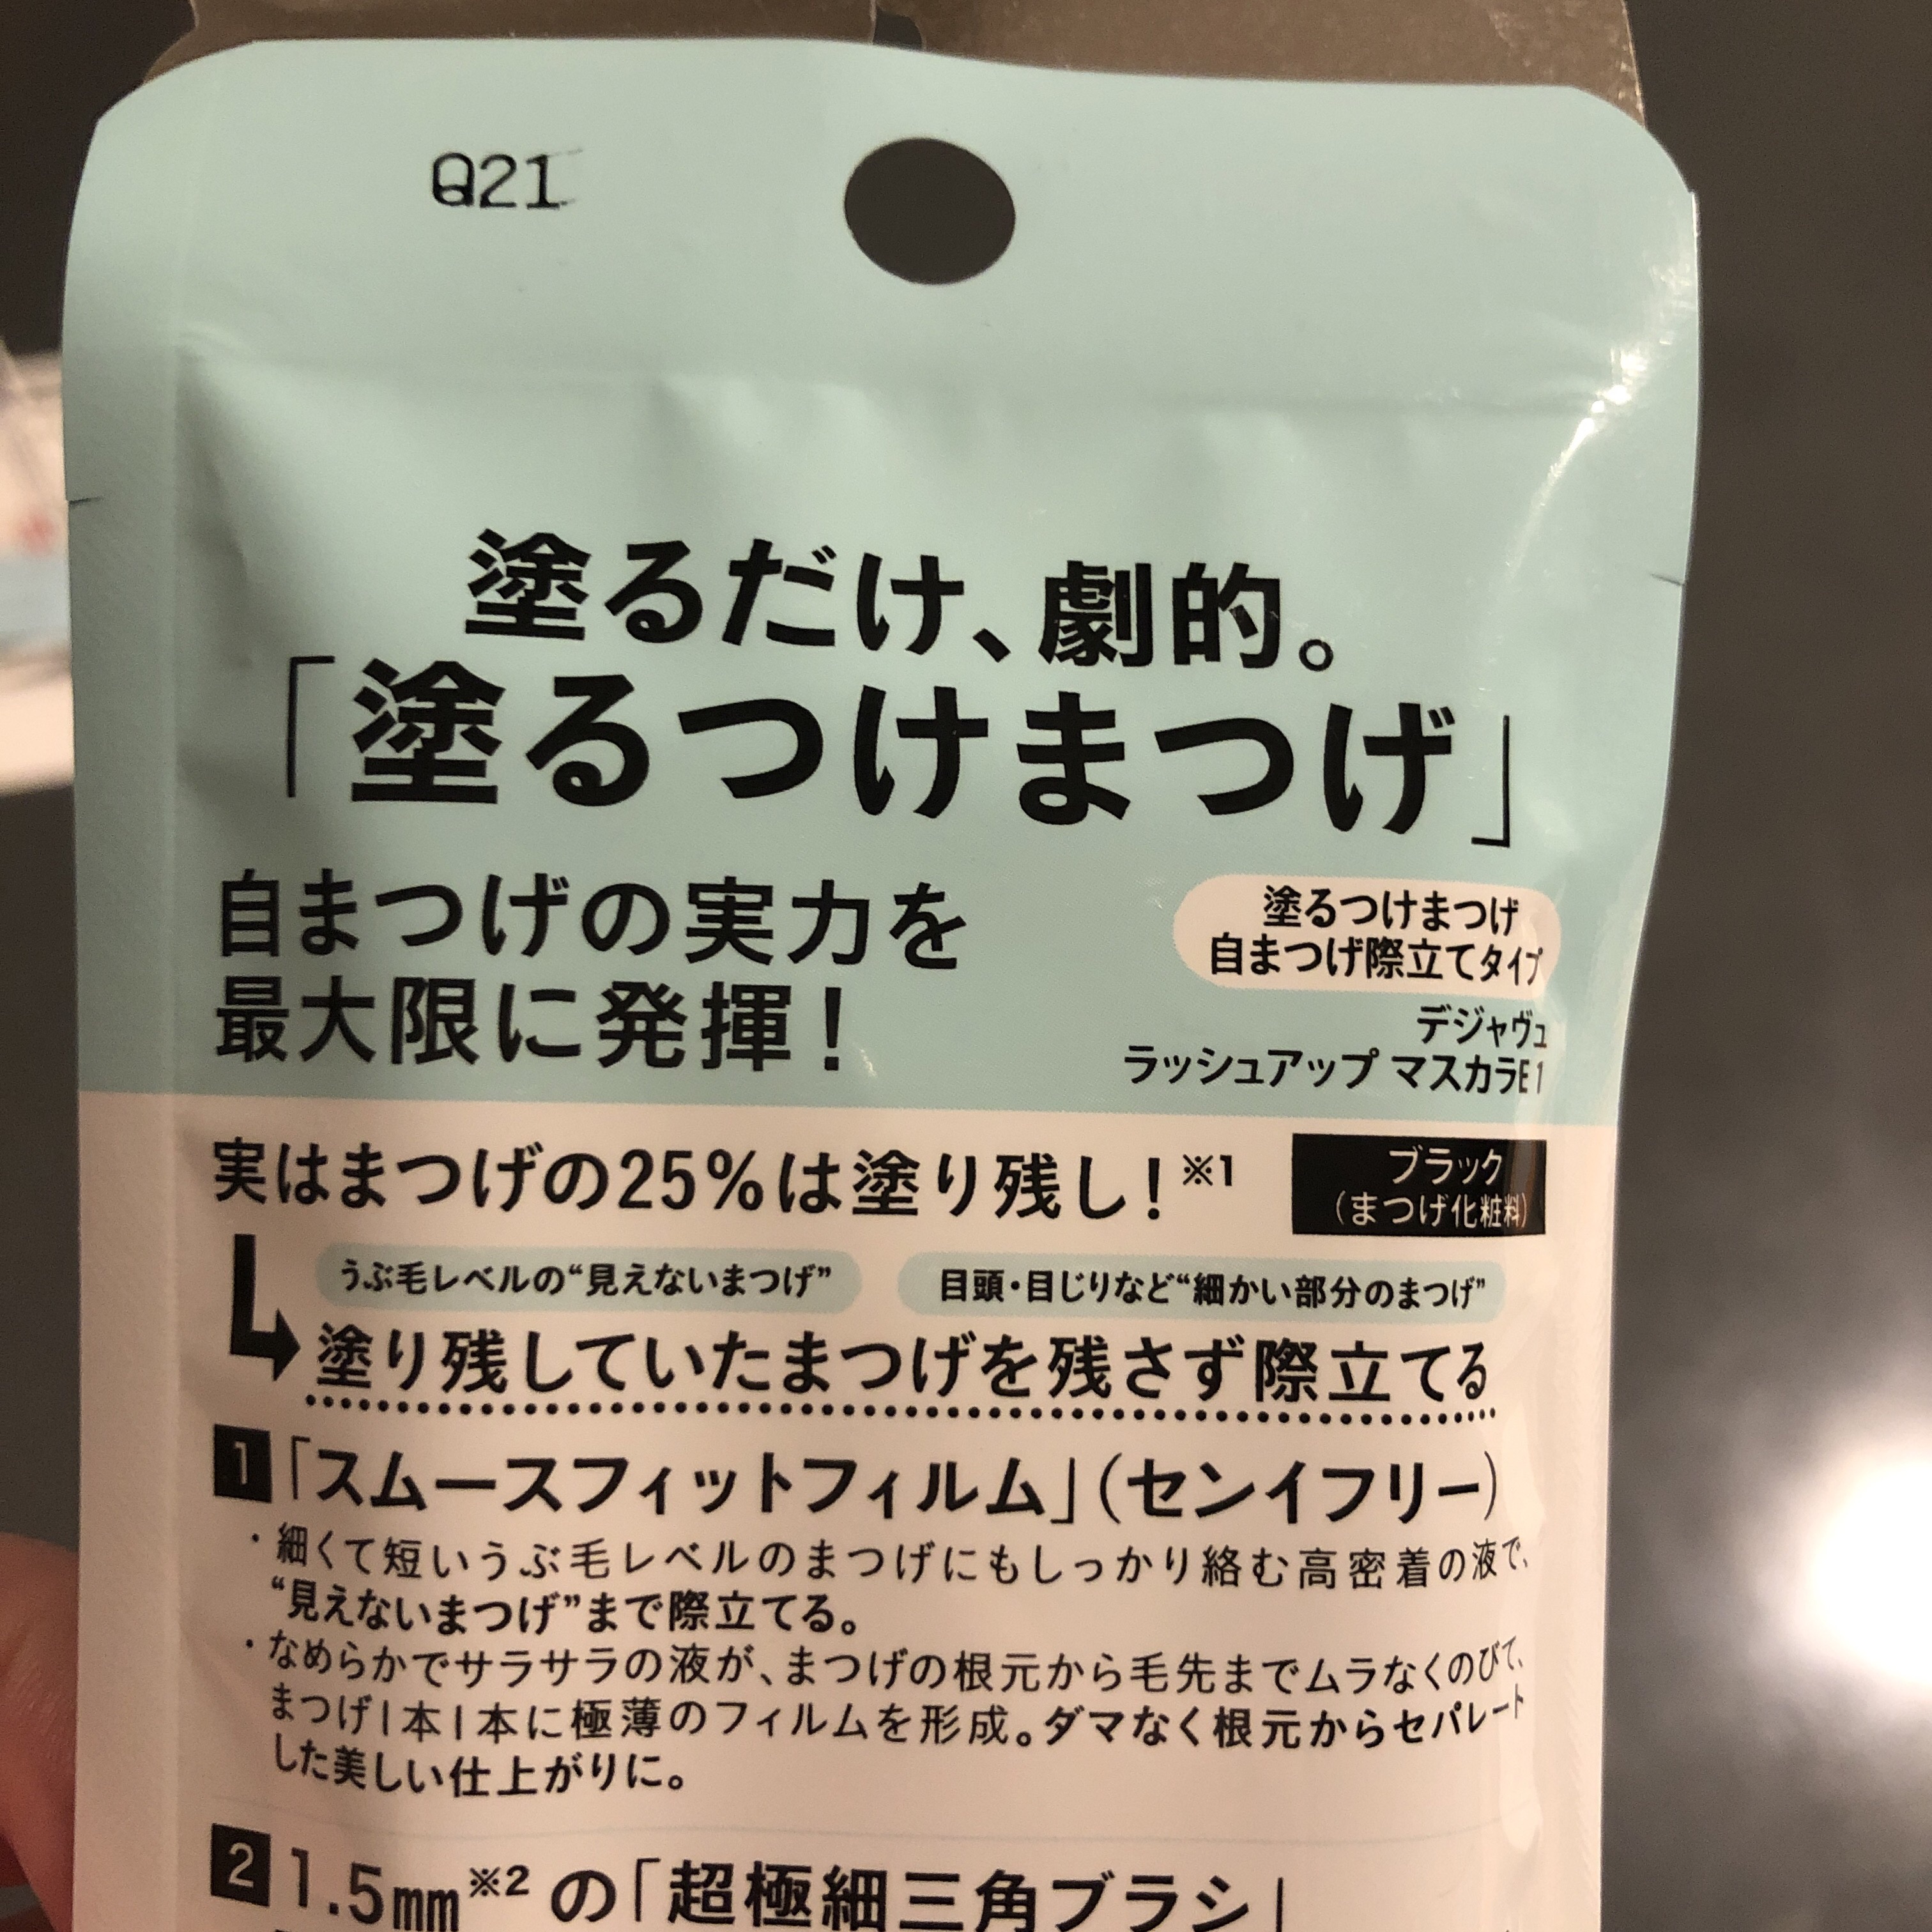 Q21
塗るだけ、劇的。
「塗るつけまつげ」
自まつげの実力を
最大限に発揮！
塗るつけまつげ
自まつげ際立てタイプ
デジャヴュ
ラッシュアップ マスカラE1
実はまつげの25%は塗り残し！※1
ブラック
（まつげ化粧料）
うぶ毛レベルの“見えないまつげ”
目頭・目じりなど“細かい部分のまつげ”
塗り残していたまつげを残さず際立てる
1 「スムースフィットフィルム」（センイフリー）
・細くて短いうぶ毛レベルのまつげにもしっかり絡む高密着の液で、
“見えないまつげ”まで際立てる。
・なめらかでサラサラの液が、まつげの根元から毛先までムラなくのびて、
まつげ1本1本に極薄のフィルムを形成。ダマなく根元からセパレート
した美しい仕上がりに。
2 1.5mm※2の「超極細三角ブラシ」